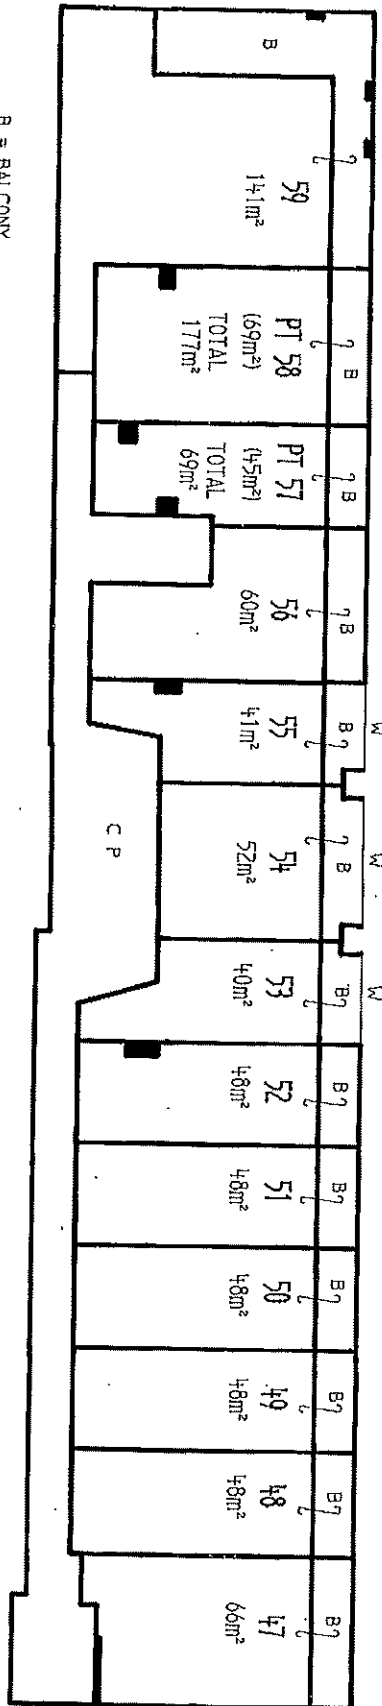 B
59
141m²
PT 58
(69m²)
TOTAL
177m²
B
PT 57
(45m²)
TOTAL
69m²
B
56
60m²
B
55
41m²
B
W
54
52m²
B
W
53
40m²
B
W
52
48m²
B
51
48m²
B
50
48m²
B
49
48m²
B
48
48m²
B
47
66m²
B
C P
B = BALCONY